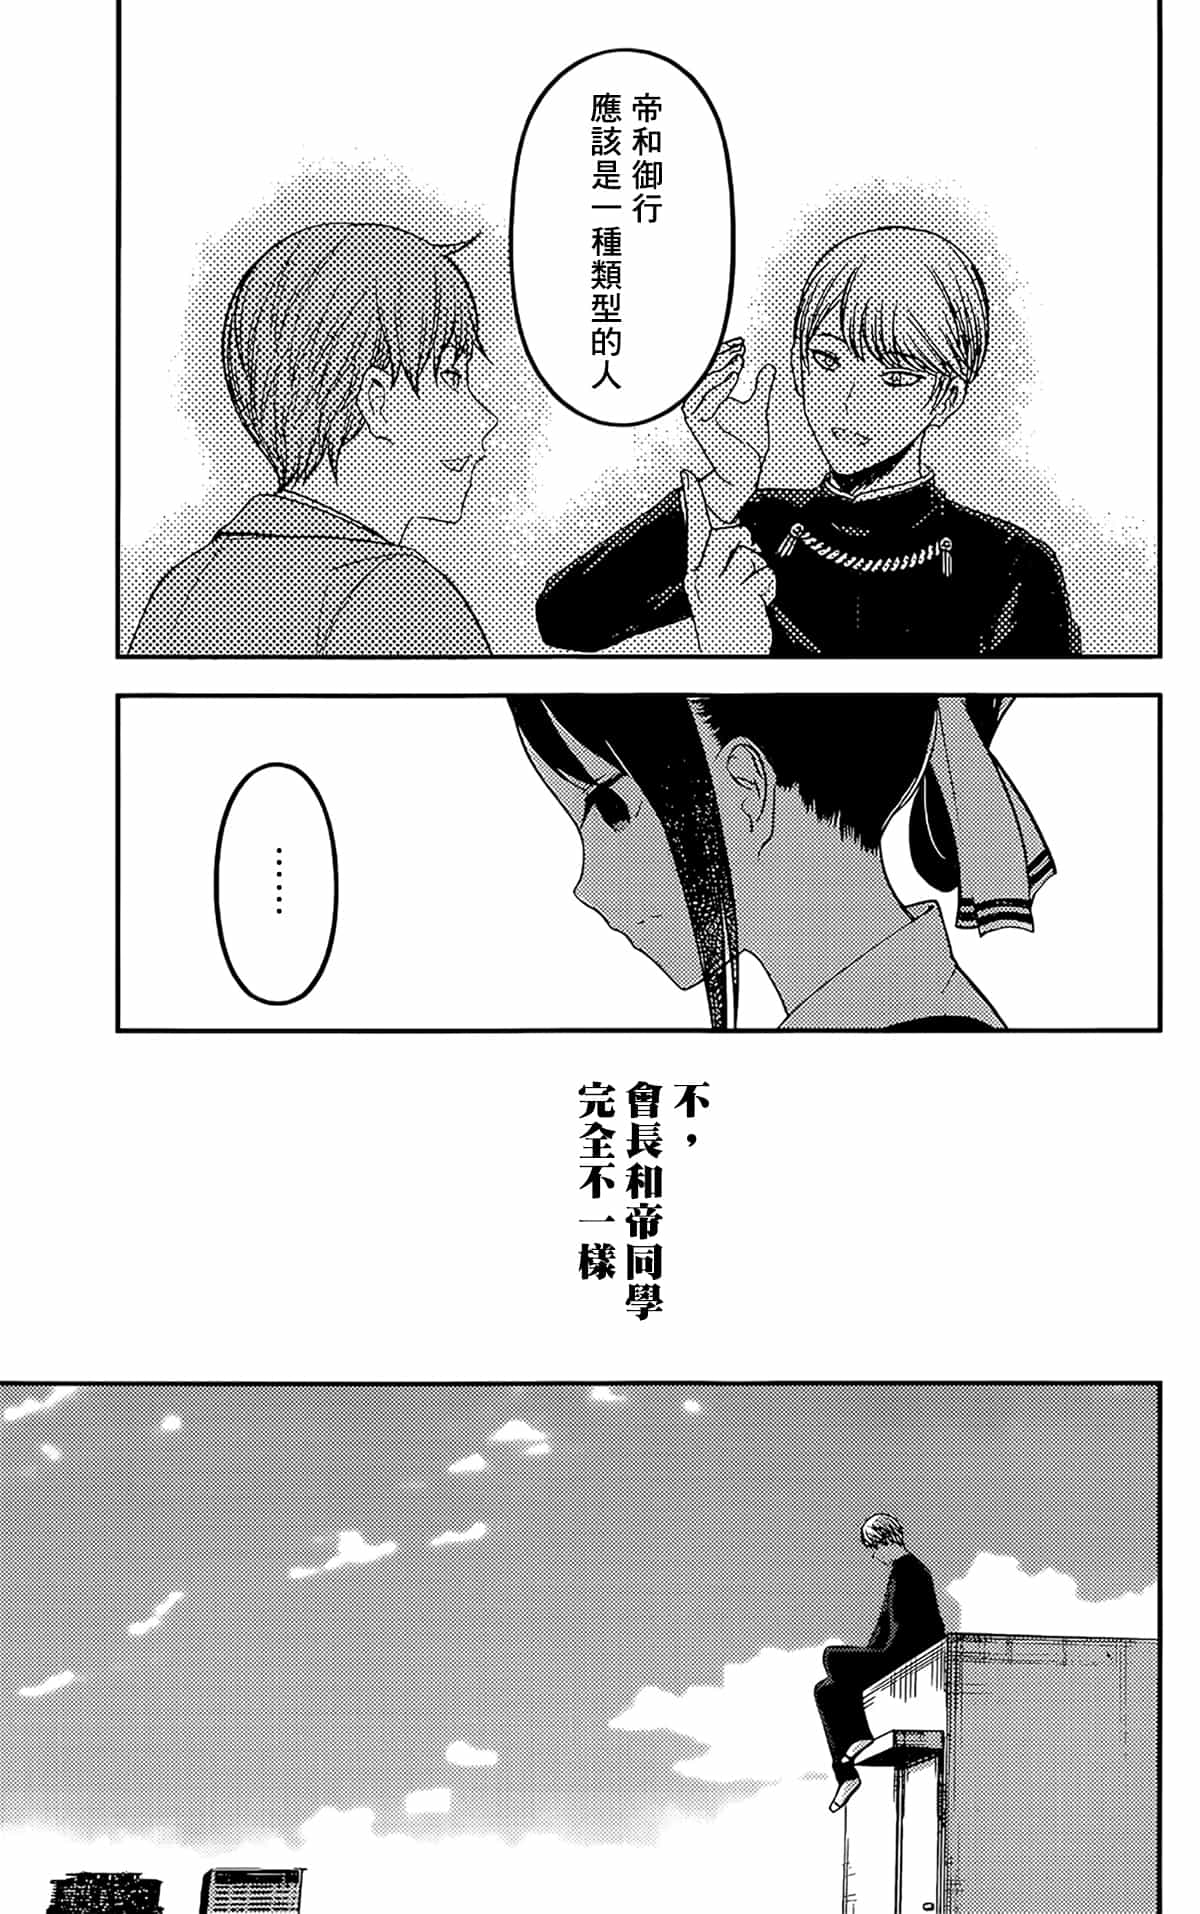 帝和御行
應該是一種類型的人
……
不，
會長和帝同學
完全不一樣